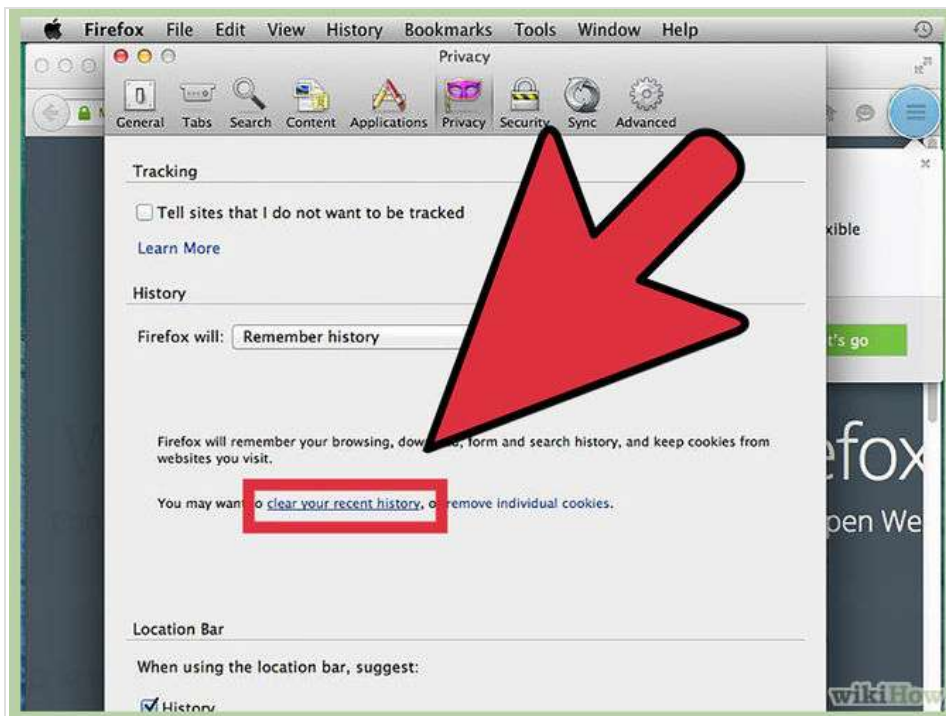 Firefox File Edit View History Bookmarks Tools Window Help
Privacy
General Tabs Search Content Applications Privacy Security Sync Advanced
Tracking
Tell sites that I do not want to be tracked
Learn More
xible
History
Firefox will: Remember history
t's go
Firefox will remember your browsing, form and search history, and keep cookies from
websites you visit.
efox
You may want clear your recent history, remove individual cookies.
pen We
Location Bar
When using the location bar, suggest:
History
wikiHow